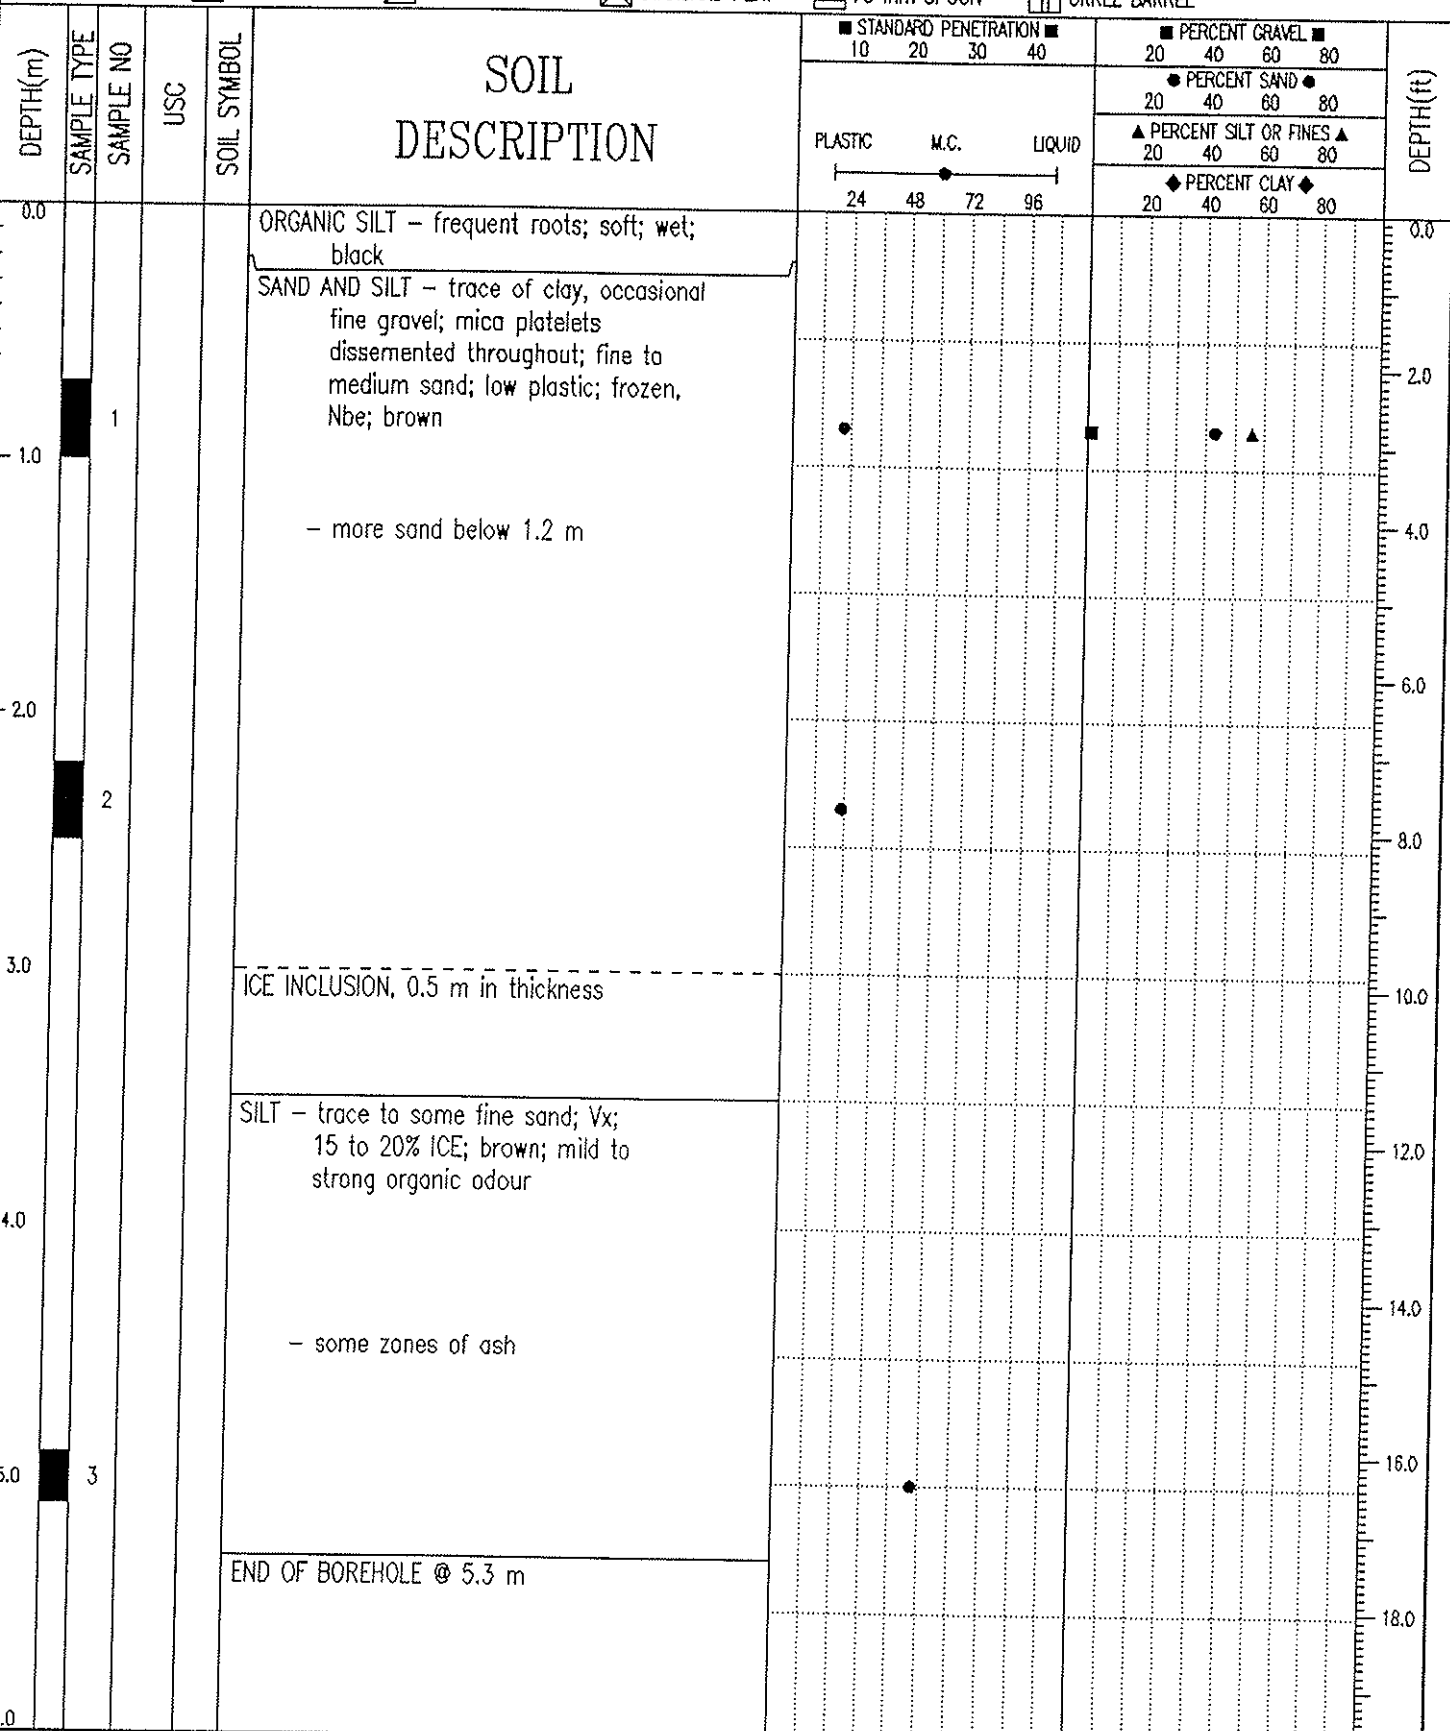 DEPTH(m)
SAMPLE TYPE
SAMPLE NO
USC
SOIL SYMBOL
SOIL
DESCRIPTION
■ STANDARD PENETRATION ■
10 20 30 40
PLASTIC M.C. LIQUID
24 48 72 96
■ PERCENT GRAVEL ■
20 40 60 80
● PERCENT SAND ●
20 40 60 80
▲ PERCENT SILT OR FINES ▲
20 40 60 80
◆ PERCENT CLAY ◆
20 40 60 80
DEPTH(ft)
0.0
ORGANIC SILT – frequent roots; soft; wet;
black
0.0
SAND AND SILT – trace of clay, occasional
fine gravel; mica platelets
dissemented throughout; fine to
medium sand; low plastic; frozen,
Nbe; brown
2.0
1
1.0
– more sand below 1.2 m
4.0
6.0
2.0
2
8.0
3.0
ICE INCLUSION, 0.5 m in thickness
10.0
SILT – trace to some fine sand; Vx;
15 to 20% ICE; brown; mild to
strong organic odour
12.0
4.0
14.0
– some zones of ash
16.0
5.0
3
END OF BOREHOLE @ 5.3 m
18.0
.0